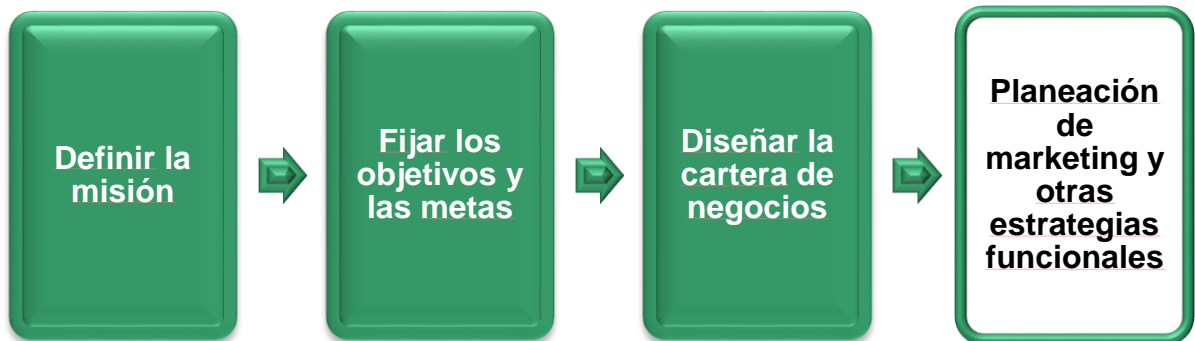 Definir la
misión
Fijar los
objetivos y
las metas
Diseñar la
cartera de
negocios
Planeación
de
marketing y
otras
estrategias
funcionales